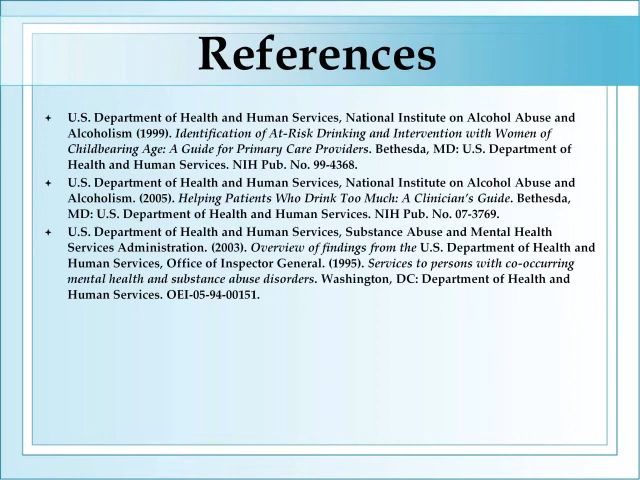 References
U.S. Department of Health and Human Services, National Institute on Alcohol Abuse and
Alcoholism (1999). Identification of At-Risk Drinking and Intervention with Women of
Childbearing Age: A Guide for Primary Care Providers. Bethesda, MD: U.S. Department of
Health and Human Services. NIH Pub. No. 99-4368.
U.S. Department of Health and Human Services, National Institute on Alcohol Abuse and
Alcoholism. (2005). Helping Patients Who Drink Too Much: A Clinician's Guide. Bethesda,
MD: U.S. Department of Health and Human Services. NIH Pub. No. 07-3769.
U.S. Department of Health and Human Services, Substance Abuse and Mental Health
Services Administration. (2003). Overview of findings from the U.S. Department of Health and
Human Services, Office of Inspector General. (1995). Services to persons with co-occurring
mental health and substance abuse disorders. Washington, DC: Department of Health and
Human Services. OEI-05-94-00151.